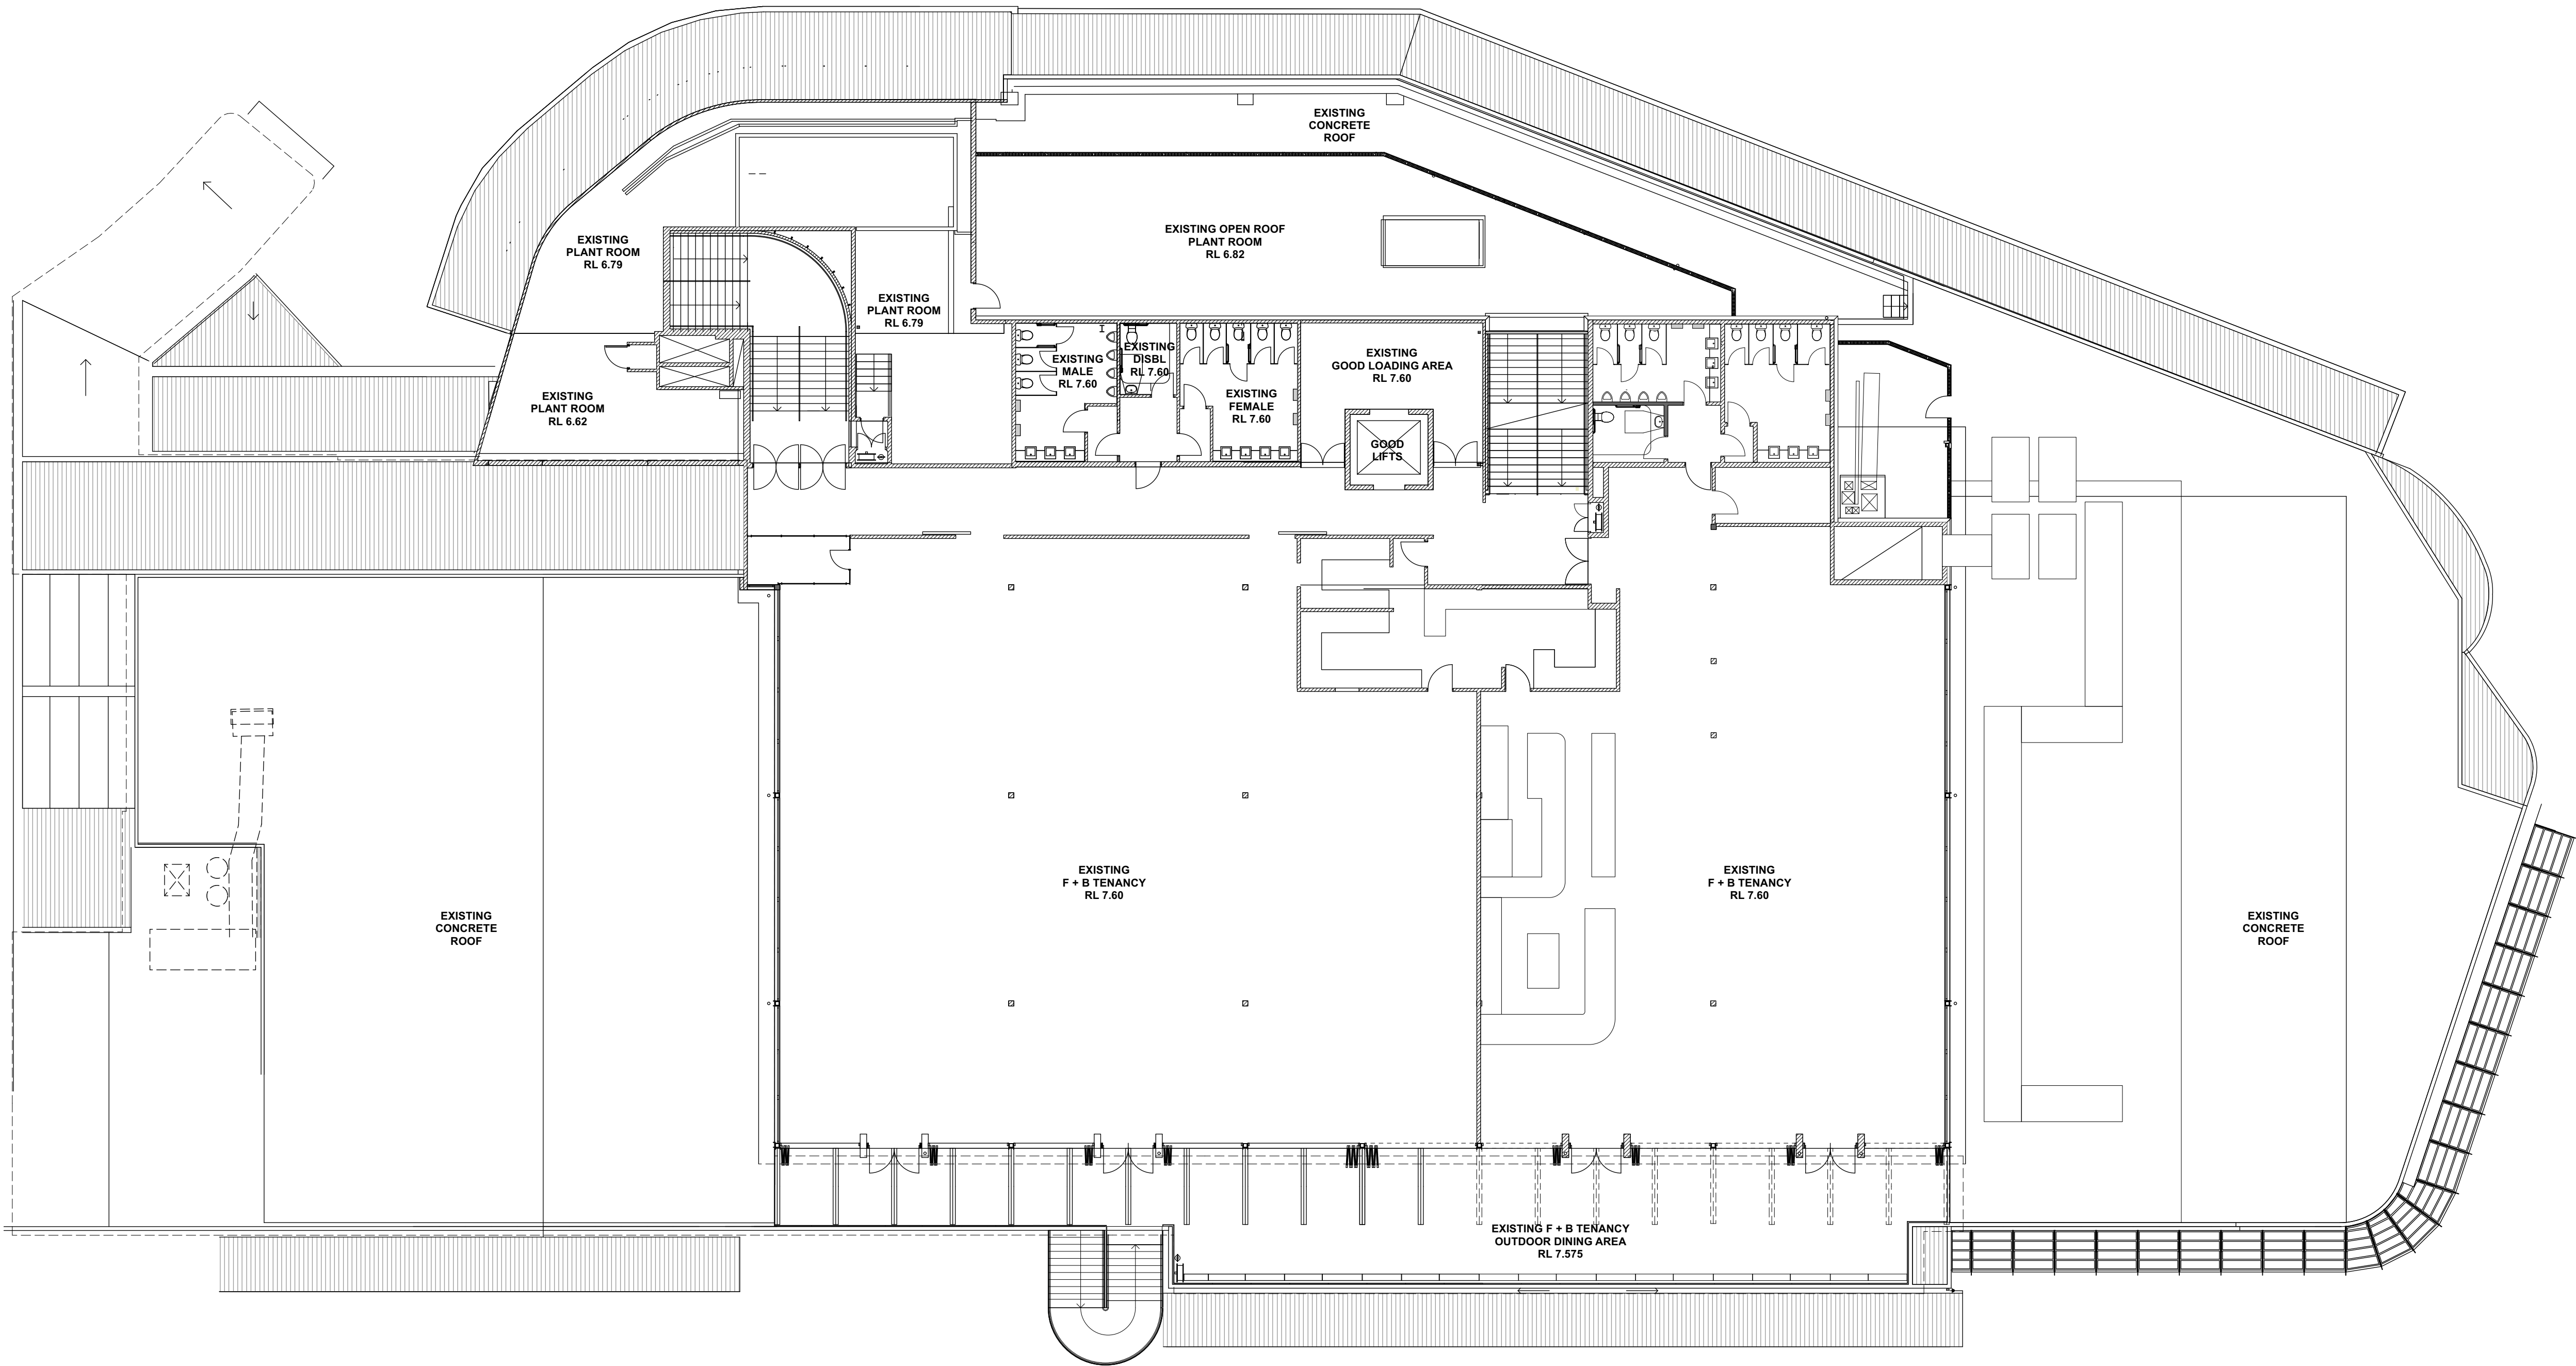 EXISTING
CONCRETE
ROOF
EXISTING OPEN ROOF
PLANT ROOM
RL 6.82
EXISTING
PLANT ROOM
RL 6.79
EXISTING
PLANT ROOM
RL 6.79
EXISTING
MALE
RL 7.60
EXISTING
DISBL
RL 7.60
EXISTING
FEMALE
RL 7.60
EXISTING
GOOD LOADING AREA
RL 7.60
EXISTING
PLANT ROOM
RL 6.62
GOOD
LIFTS
EXISTING
F + B TENANCY
RL 7.60
EXISTING
F + B TENANCY
RL 7.60
EXISTING
CONCRETE
ROOF
EXISTING
CONCRETE
ROOF
EXISTING F + B TENANCY
OUTDOOR DINING AREA
RL 7.575